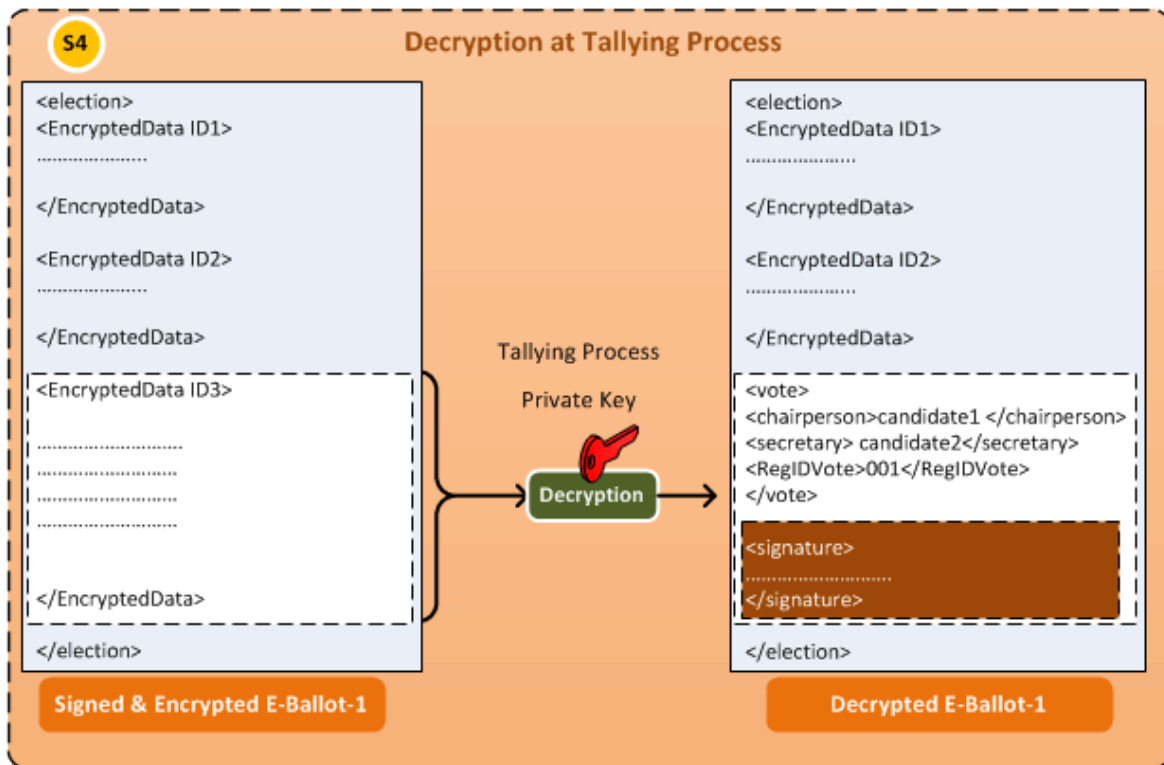 S4
Decryption at Tallying Process
<election>
<EncryptedData ID1>
.....................
</EncryptedData>
<EncryptedData ID2>
.....................
</EncryptedData>
<EncryptedData ID3>
............................
...........................
...........................
...........................
</EncryptedData>
</election>
Signed & Encrypted E-Ballot-1
Tallying Process
Private Key
Decryption
<election>
<EncryptedData ID1>
.....................
</EncryptedData>
<EncryptedData ID2>
.....................
</EncryptedData>
<vote>
<chairperson>candidate1 </chairperson>
<secretary> candidate2</secretary>
<RegIDVote>001</RegIDVote>
</vote>
<signature>
............................
</signature>
</election>
Decrypted E-Ballot-1